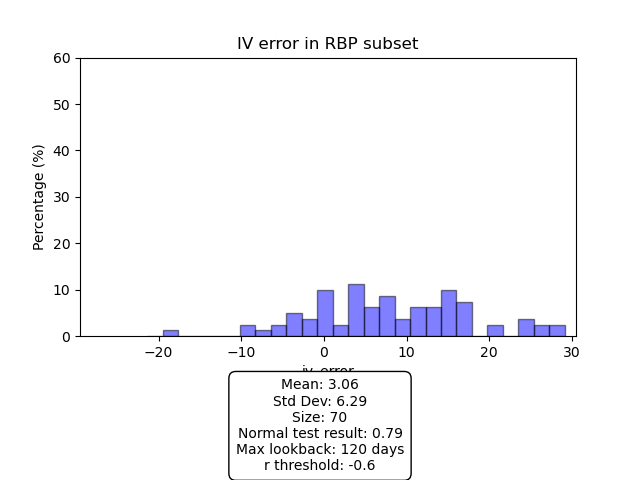 IV error in RBP subset
Percentage (%)
60
50
40
30
20
10
0
−20
−10
0
10
20
30
iv_error
Mean: 3.06
Std Dev: 6.29
Size: 70
Normal test result: 0.79
Max lookback: 120 days
r threshold: -0.6